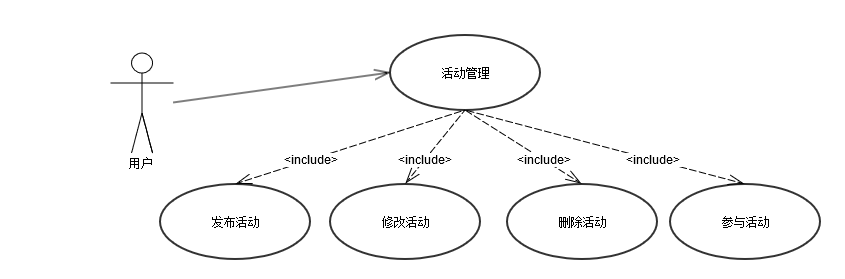 活动管理
用户
<include>
<include>
<include>
<include>
发布活动
修改活动
删除活动
参与活动